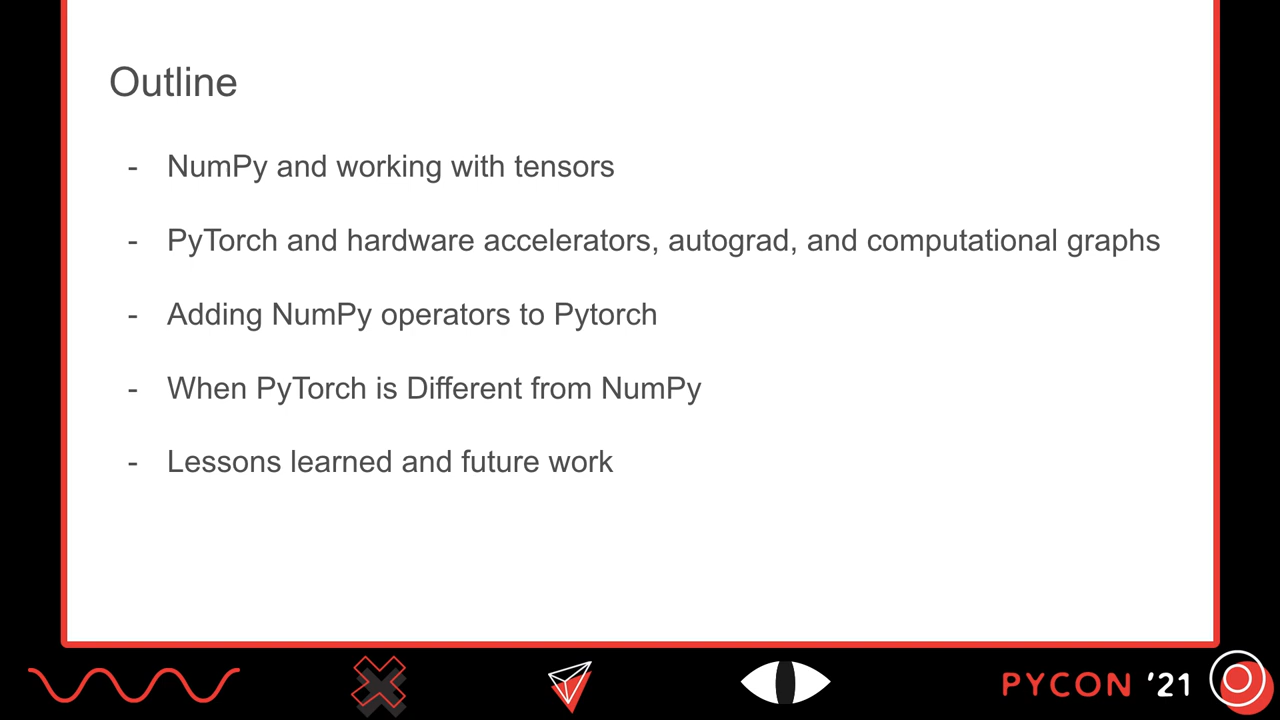 Outline
- NumPy and working with tensors
- PyTorch and hardware accelerators, autograd, and computational graphs
- Adding NumPy operators to Pytorch
- When PyTorch is Different from NumPy
- Lessons learned and future work
PYCON '21